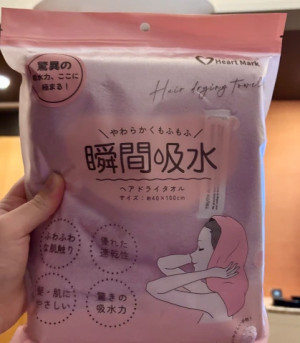 Heart Mark
驚異の
吸水力、ここに
極まる！
Hair drying towel
やわらかくもふもふ
瞬間吸水
ヘアドライタオル
サイズ：約40×100cm
ふわふわ
な肌触り
優れた
速乾性
髪・肌に
やさしい
驚きの
吸水力